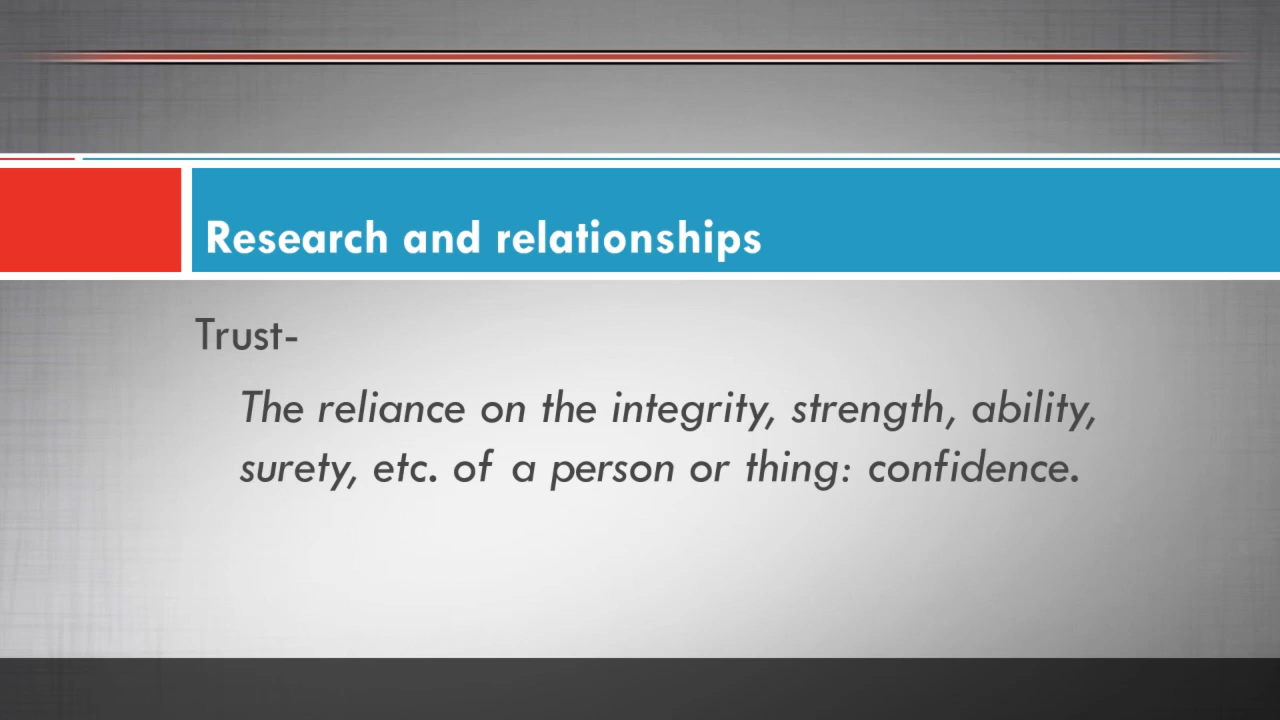 Research and relationships
Trust-
The reliance on the integrity, strength, ability,
surety, etc. of a person or thing: confidence.